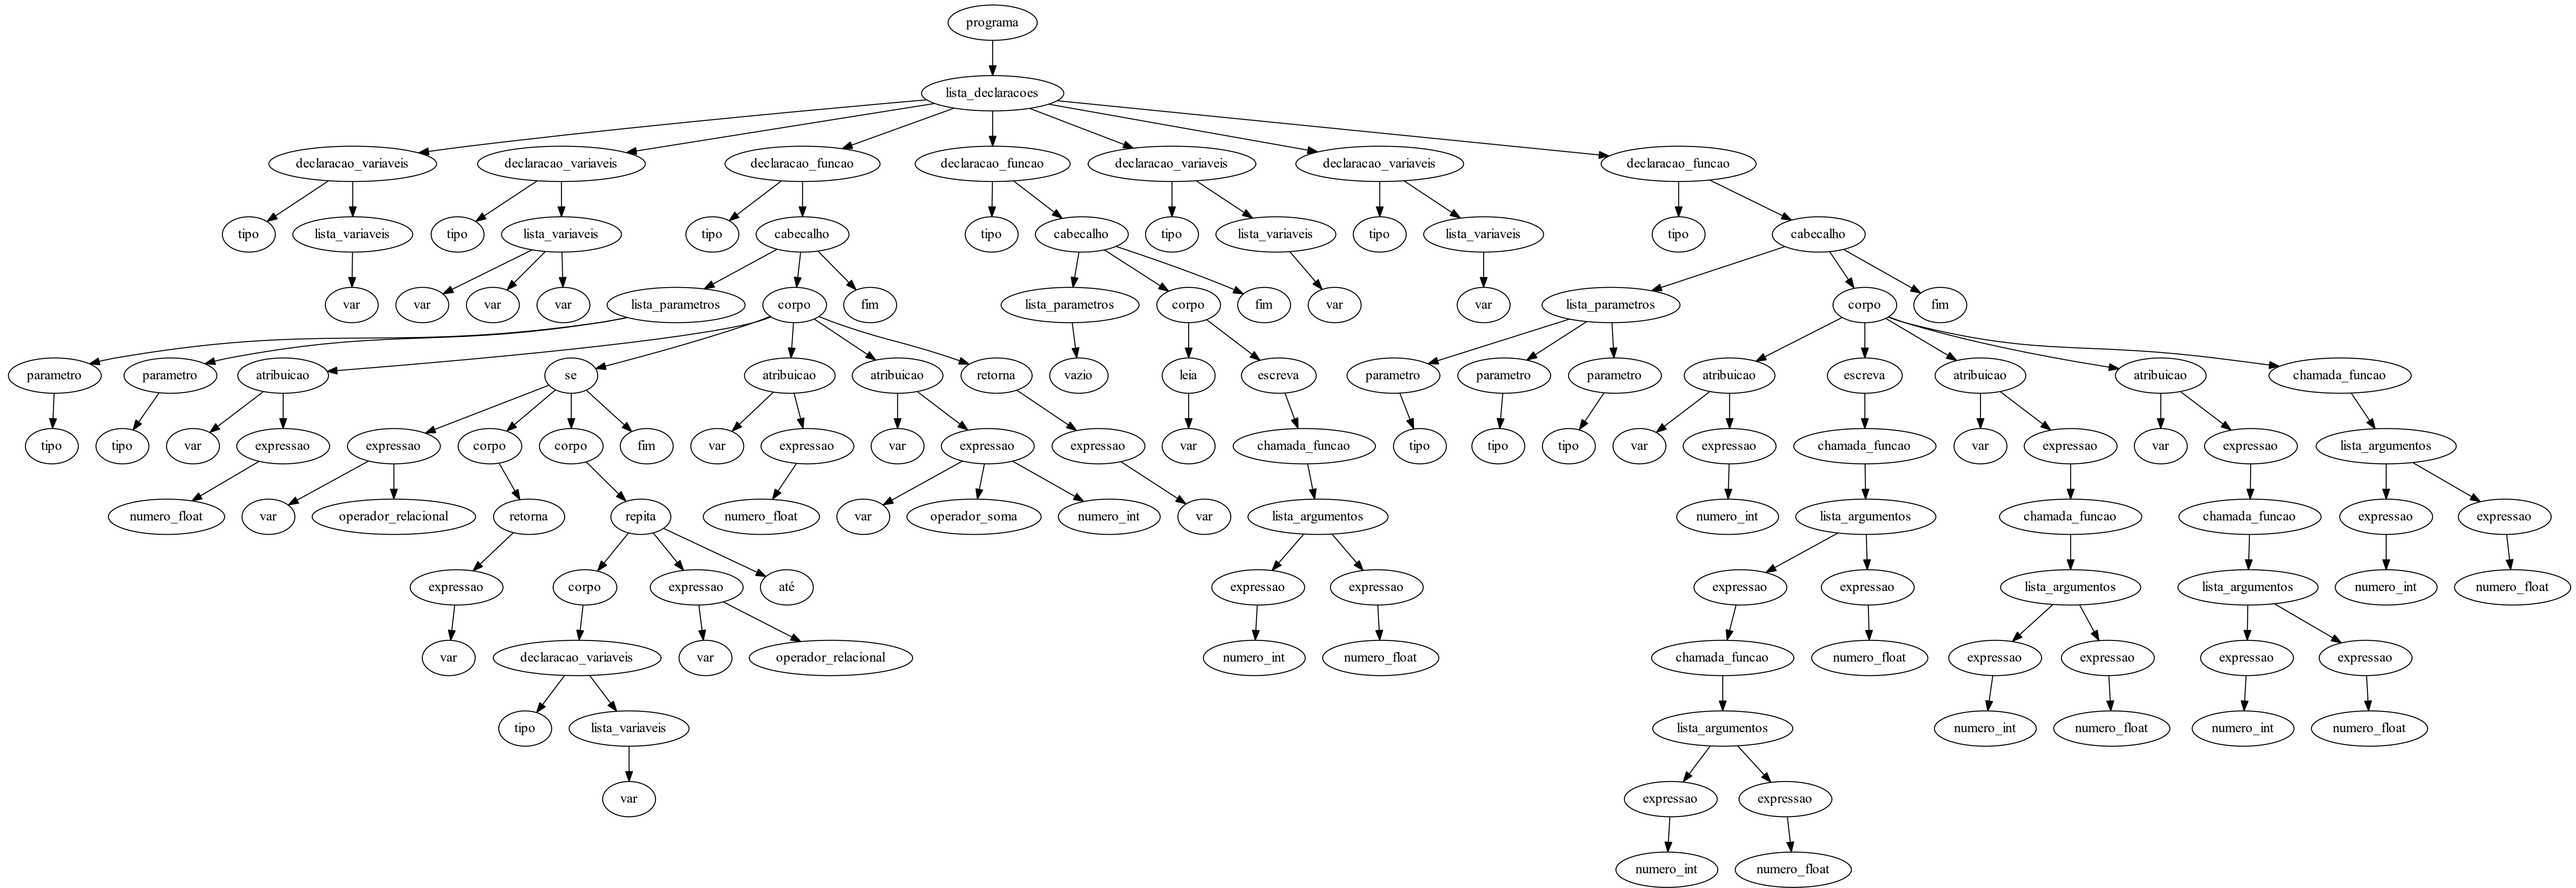 programa
lista_declaracoes
declaracao_variaveis declaracao_variaveis declaracao_funcao declaracao_funcao declaracao_variaveis declaracao_variaveis declaracao_funcao
tipo lista_variaveis tipo lista_variaveis tipo cabecalho tipo cabecalho tipo lista_variaveis tipo lista_variaveis tipo cabecalho
var var var var lista_parametros corpo fim lista_parametros corpo fim var var lista_parametros corpo fim
parametro parametro atribuicao se atribuicao atribuicao retorna vazio leia escreva parametro parametro parametro atribuicao escreva atribuicao atribuicao chamada_funcao
tipo tipo var expressao expressao corpo corpo fim var expressao var expressao expressao var chamada_funcao tipo tipo tipo var expressao chamada_funcao var expressao var expressao lista_argumentos
numero_float var operador_relacional retorna repita numero_float var operador_soma numero_int var lista_argumentos numero_int lista_argumentos chamada_funcao chamada_funcao expressao expressao
expressao corpo expressao até expressao expressao expressao expressao lista_argumentos lista_argumentos numero_int numero_float
var declaracao_variaveis var operador_relacional numero_int numero_float chamada_funcao numero_float expressao expressao expressao expressao
tipo lista_variaveis lista_argumentos numero_int numero_float numero_int numero_float
var expressao expressao
numero_int numero_float